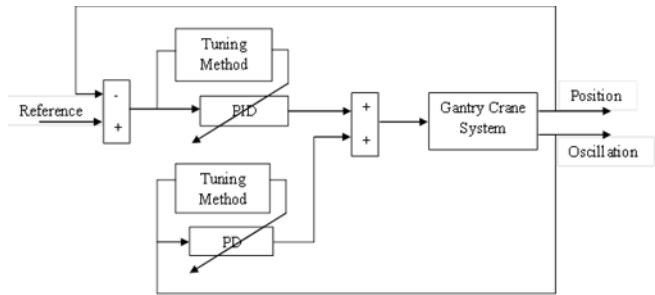 Tuning
Method
-
Reference
+
PID
+
+
Gantry Crane
System
Position
Oscillation
Tuning
Method
PD